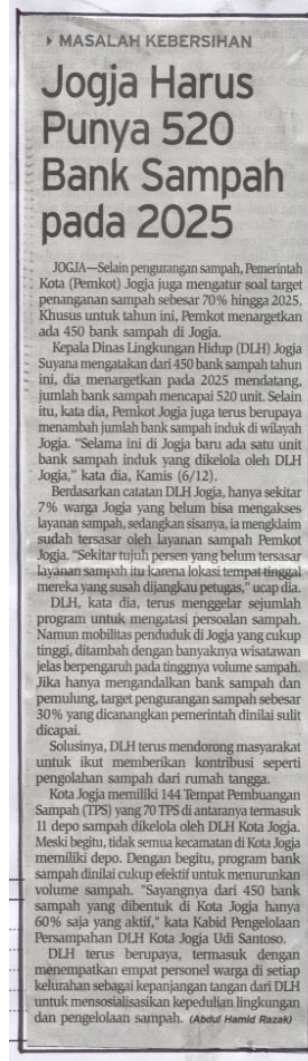 MASALAH KEBERSIHAN
Jogja Harus
Punya 520
Bank Sampah
pada 2025
JOGJA—Selain pengurangan sampah, Pemerintah
Kota (Pemkot) Jogja juga mengatur soal target
penanganan sampah sebesar 70% hingga 2025.
Khusus untuk tahun ini, Pemkot menargetkan
ada 450 bank sampah di Jogja.
Kepala Dinas Lingkungan Hidup (DLH) Jogja
Suyana mengatakan dari 450 bank sampah tahun
ini, dia menargetkan pada 2025 mendatang,
jumlah bank sampah mencapai 520 unit. Selain
itu, kata dia, Pemkot Jogja juga terus berupaya
menambah jumlah bank sampah induk di wilayah
Jogja. “Selama ini di Jogja baru ada satu unit
bank sampah induk yang dikelola oleh DLH
Jogja,” kata dia, Kamis (6/12).
Berdasarkan catatan DLH Jogja, hanya sekitar
7% warga Jogja yang belum bisa mengakses
layanan sampah, sedangkan sisanya, ia mengklaim
sudah tersasar oleh layanan sampah Pemkot
Jogja. “Sekitar tujuh persen yang belum tersasar
layanan sampah itu karena lokasi tempat tinggal
mereka yang susah dijangkau petugas,” ucap dia.
DLH, kata dia, terus menggelar sejumlah
program untuk mengatasi persoalan sampah.
Namun mobilitas penduduk di Jogja yang cukup
tinggi, ditambah dengan banyaknya wisatawan
jelas berpengaruh pada tingginya volume sampah.
Jika hanya mengandalkan bank sampah dan
pemulung, target pengurangan sampah sebesar
30% yang dicanangkan pemerintah dinilai sulit
dicapai.
Solusinya, DLH terus mendorong masyarakat
untuk ikut memberikan kontribusi seperti
pengolahan sampah dari rumah tangga.
Kota Jogja memiliki 144 Tempat Pembuangan
Sampah (TPS) yang 70 TPS di antaranya termasuk
11 depo sampah dikelola oleh DLH Kota Jogja.
Meski begitu, tidak semua kecamatan di Kota Jogja
memiliki depo. Dengan begitu, program bank
sampah dinilai cukup efektif untuk menurunkan
volume sampah. "Sayangnya dari 450 bank
sampah yang dibentuk di Kota Jogja hanya
60% saja yang aktif," kata Kabid Pengelolaan
Persampahan DLH Kota Jogja Udi Santoso.
DLH terus berupaya, termasuk dengan
menempatkan empat personel warga di setiap
kelurahan sebagai kepanjangan tangan dari DLH
untuk mensosialisasikan kepedulian lingkungan
dan pengelolaan sampah. (Abdul Hamid Razak)